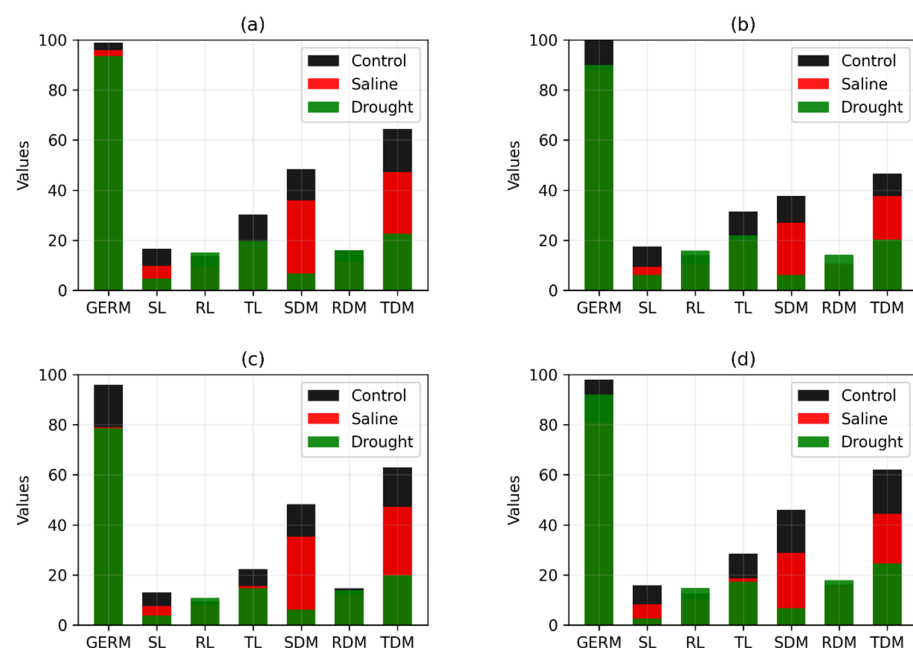 (a)
100
80
60
40
20
0
Values
Control
Saline
Drought
GERM SL RL TL SDM RDM TDM
(b)
100
80
60
40
20
0
Values
Control
Saline
Drought
GERM SL RL TL SDM RDM TDM
(c)
100
80
60
40
20
0
Values
Control
Saline
Drought
GERM SL RL TL SDM RDM TDM
(d)
100
80
60
40
20
0
Values
Control
Saline
Drought
GERM SL RL TL SDM RDM TDM